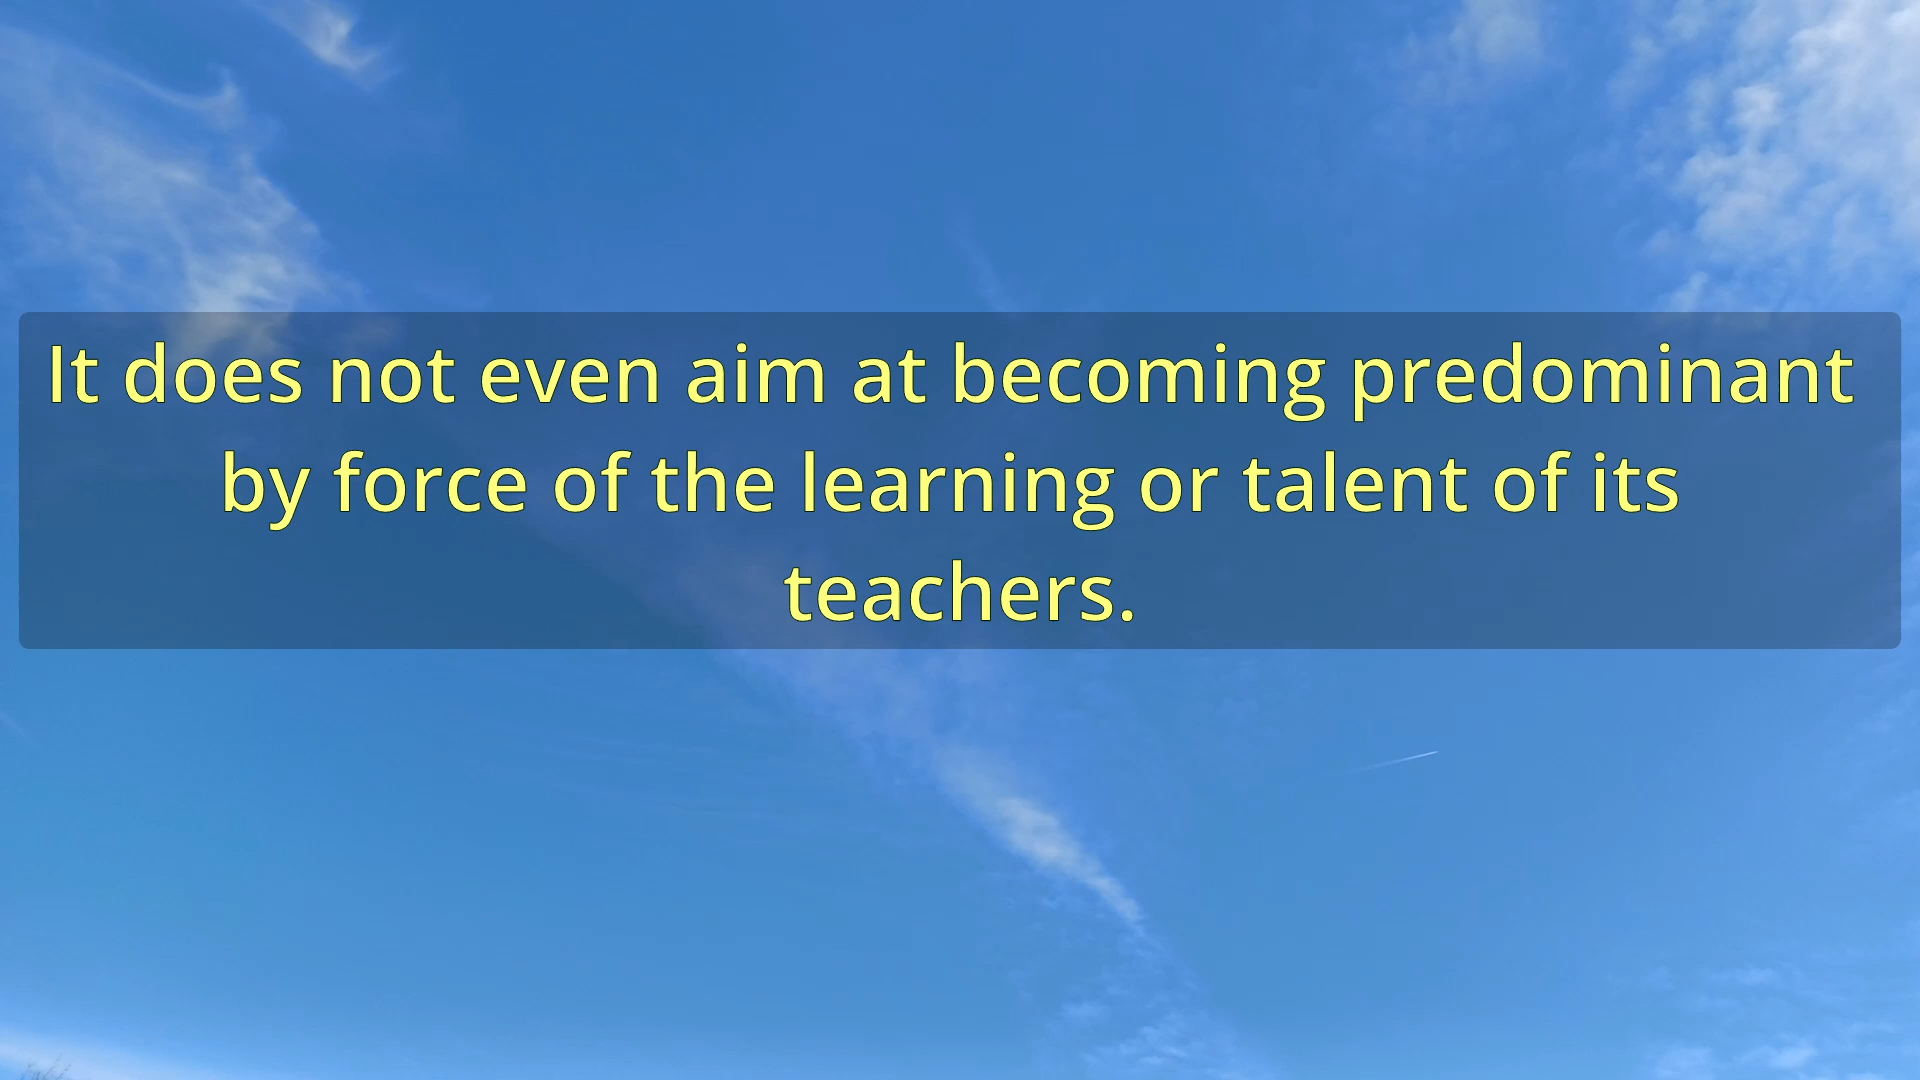 It does not even aim at becoming predominant
by force of the learning or talent of its
teachers.